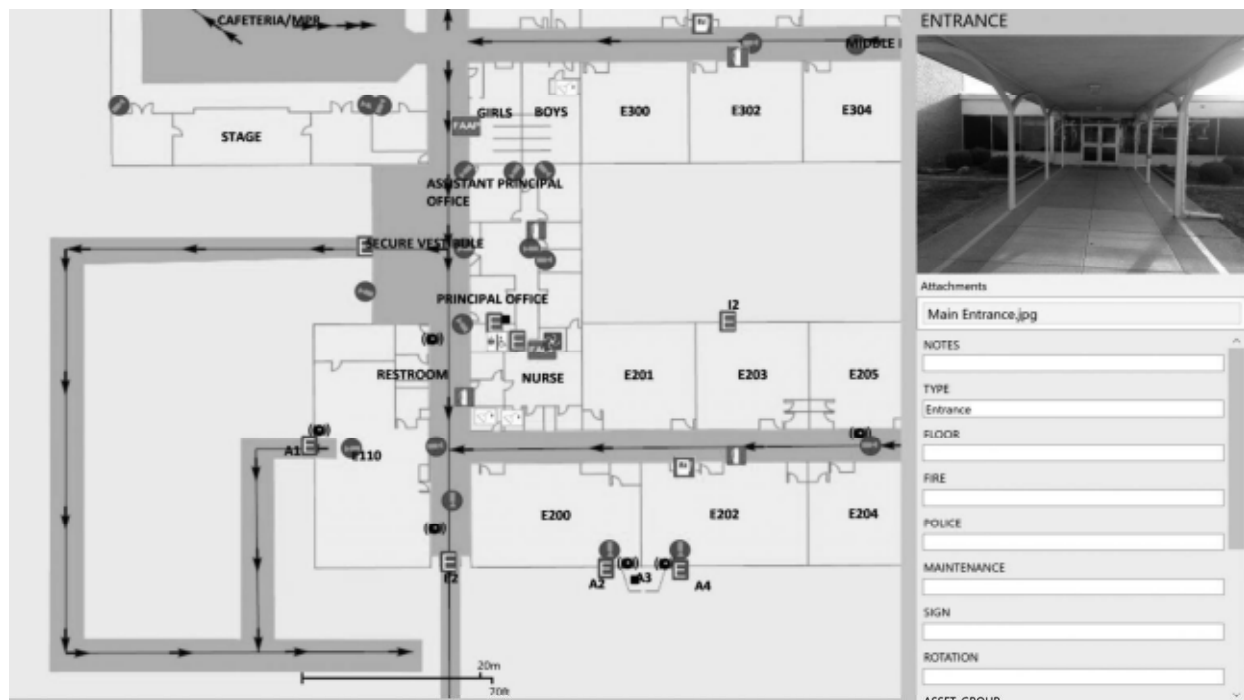 CAFETERIA/MPR
STAGE
GIRLS
BOYS
E300
E302
E304
ASSISTANT PRINCIPAL
OFFICE
SECURE VESTIBULE
PRINCIPAL OFFICE
I2
RESTROOM
NURSE
E201
E203
E205
A1
E110
E200
E202
E204
A2
A3
A4
20m
70ft
ENTRANCE
Attachments
Main Entrance.jpg
NOTES
TYPE
Entrance
FLOOR
FIRE
POLICE
MAINTENANCE
SIGN
ROTATION
ASSET GROUP